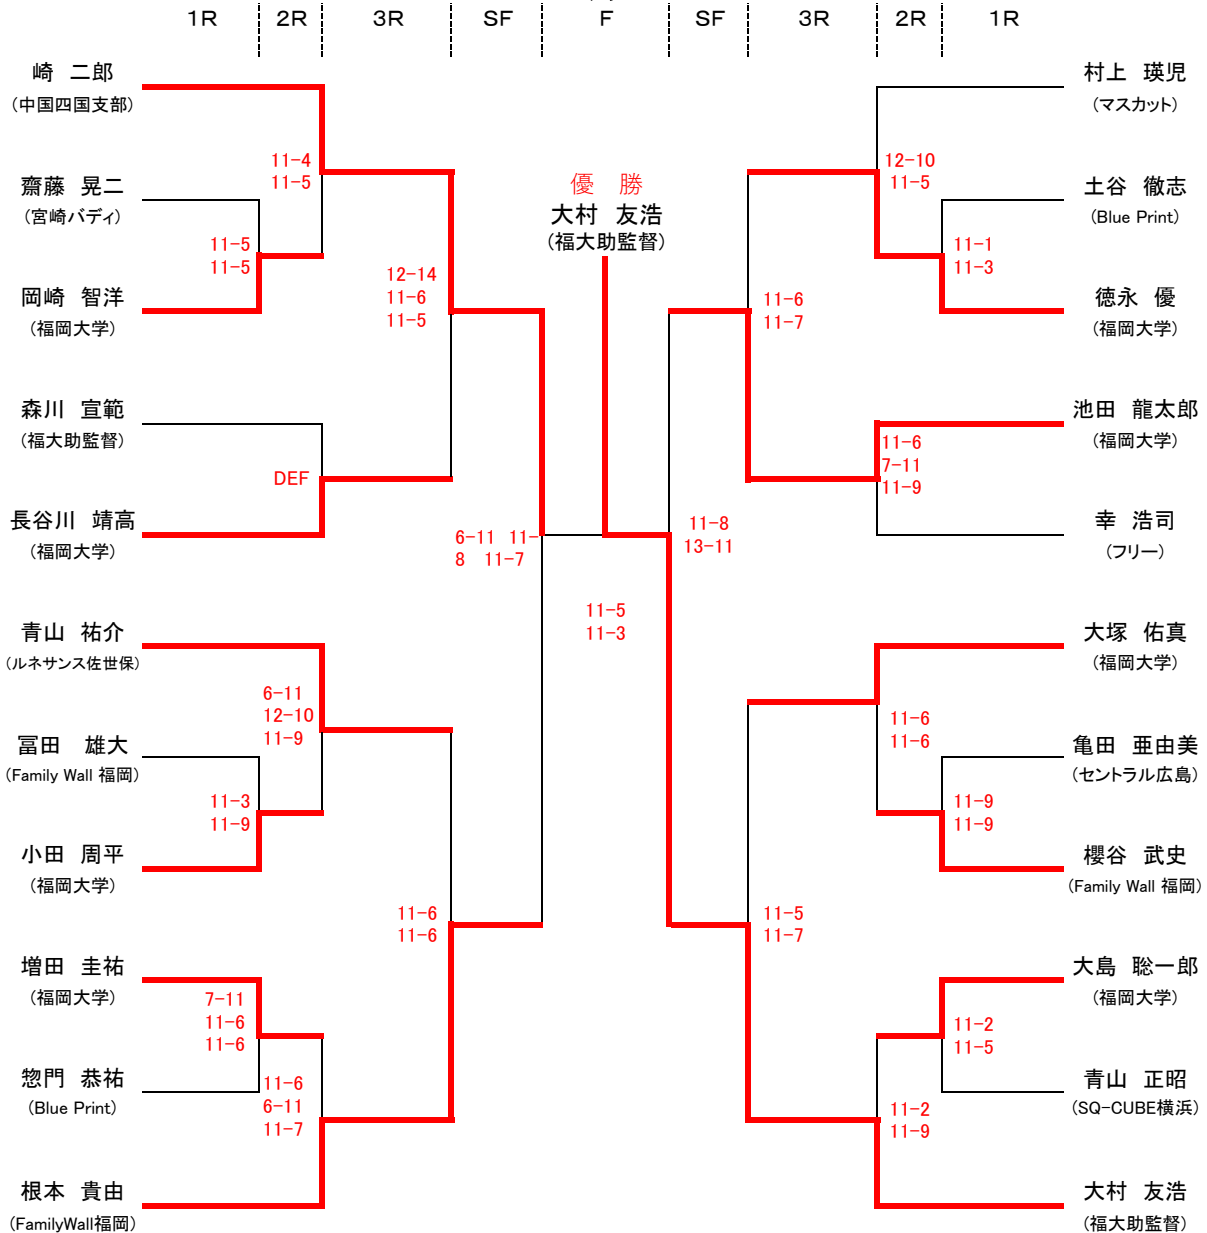 1R 2R 3R SF F SF 3R 2R 1R
崎 二郎
(中国四国支部)
11-4
11-5
齋藤 晃二
(宮崎バディ)
11-5
11-5
岡崎 智洋
(福岡大学)
12-14
11-6
11-5
森川 宣範
(福大助監督)
DEF
長谷川 靖高
(福岡大学)
6-11 11-
8 11-7
青山 祐介
(ルネサンス佐世保)
6-11
12-10
11-9
冨田 雄大
(Family Wall 福岡)
11-3
11-9
小田 周平
(福岡大学)
11-6
11-6
増田 圭祐
(福岡大学)
7-11
11-6
11-6
惣門 恭祐
(Blue Print)
11-6
6-11
11-7
根本 貴由
(FamilyWall福岡)
優 勝
大村 友浩
(福大助監督)
11-5
11-3
村上 瑛児
(マスカット)
12-10
11-5
土谷 徹志
(Blue Print)
11-1
11-3
徳永 優
(福岡大学)
11-6
11-7
池田 龍太郎
(福岡大学)
11-6
7-11
11-9
幸 浩司
(フリー)
11-8
13-11
大塚 佑真
(福岡大学)
11-6
11-6
亀田 亜由美
(セントラル広島)
11-9
11-9
櫻谷 武史
(Family Wall 福岡)
11-5
11-7
大島 聡一郎
(福岡大学)
11-2
11-5
青山 正昭
(SQ-CUBE横浜)
11-2
11-9
大村 友浩
(福大助監督)